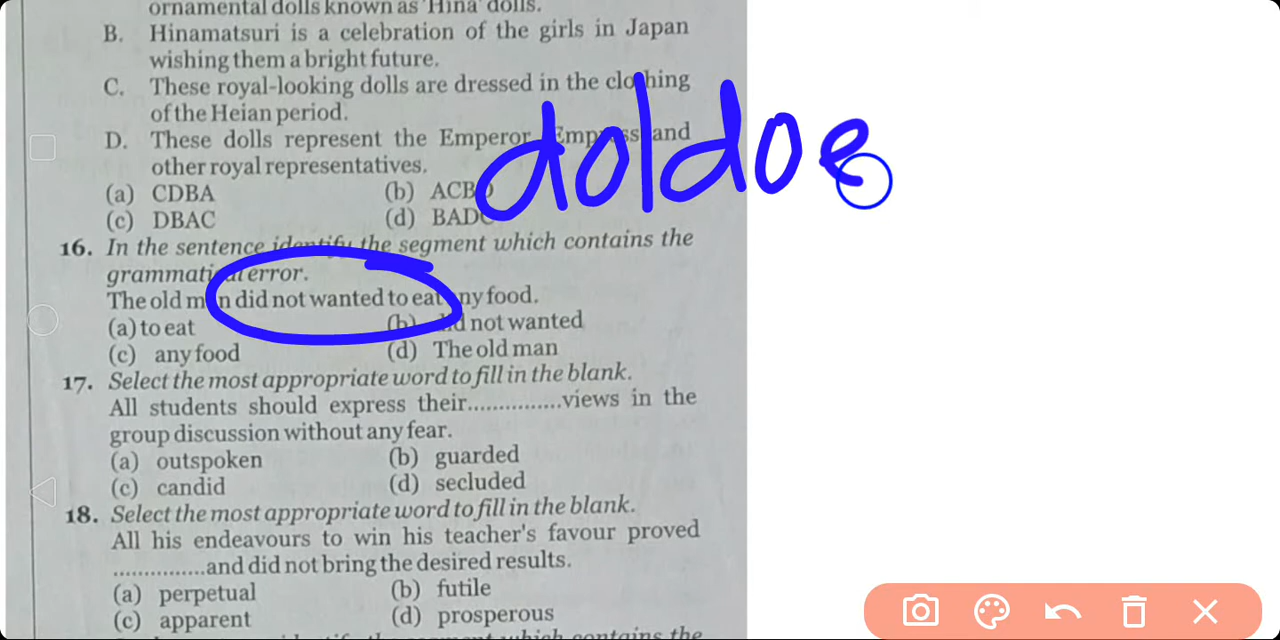 ornamental dolls known as 'Hina' dolls.
B. Hinamatsuri is a celebration of the girls in Japan
wishing them a bright future.
C. These royal-looking dolls are dressed in the clothing
of the Heian period.
D. These dolls represent the Emperor, Empress and
other royal representatives.
(a) CDBA (b) ACBD
(c) DBAC (d) BADC
doldoe
16. In the sentence identify the segment which contains the
grammatical error.
The old man did not wanted to eat any food.
(a) to eat (b) did not wanted
(c) any food (d) The old man
17. Select the most appropriate word to fill in the blank.
All students should express their...............views in the
group discussion without any fear.
(a) outspoken (b) guarded
(c) candid (d) secluded
18. Select the most appropriate word to fill in the blank.
All his endeavours to win his teacher's favour proved
...............and did not bring the desired results.
(a) perpetual (b) futile
(c) apparent (d) prosperous
which contains the